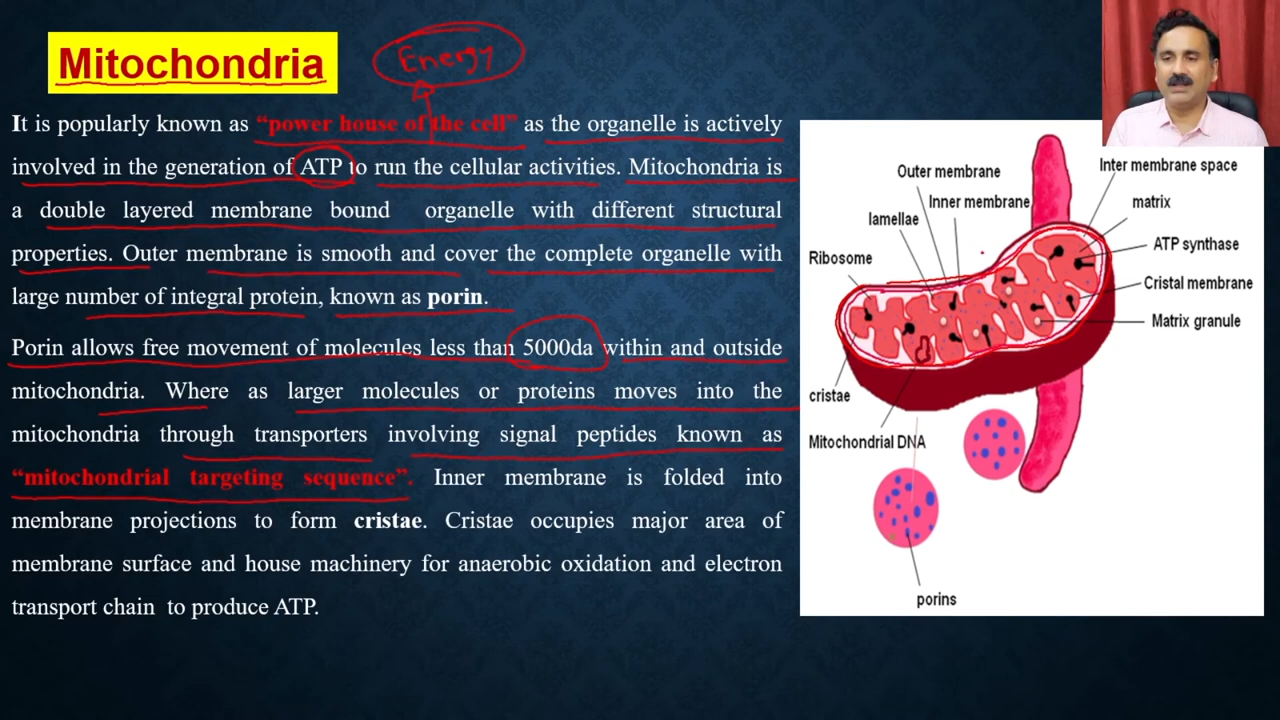 Mitochondria
Energy
It is popularly known as “power house of the cell” as the organelle is actively
involved in the generation of ATP to run the cellular activities. Mitochondria is
a double layered membrane bound organelle with different structural
properties. Outer membrane is smooth and cover the complete organelle with
large number of integral protein, known as porin.
Porin allows free movement of molecules less than 5000da within and outside
mitochondria. Where as larger molecules or proteins moves into the
mitochondria through transporters involving signal peptides known as
“mitochondrial targeting sequence”. Inner membrane is folded into
membrane projections to form cristae. Cristae occupies major area of
membrane surface and house machinery for anaerobic oxidation and electron
transport chain to produce ATP.
Outer membrane
Inter membrane space
Inner membrane
matrix
lamellae
ATP synthase
Ribosome
Cristal membrane
Matrix granule
cristae
Mitochondrial DNA
porins